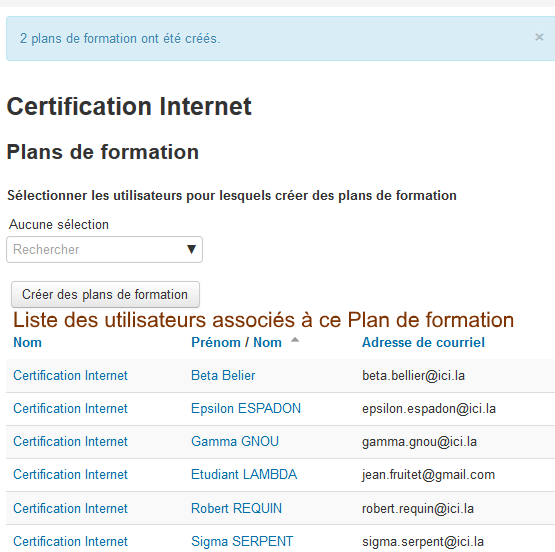 2 plans de formation ont été créés. ×
Certification Internet
Plans de formation
Sélectionner les utilisateurs pour lesquels créer des plans de formation
Aucune sélection
Rechercher ▼
Créer des plans de formation
Liste des utilisateurs associés à ce Plan de formation
Nom Prénom / Nom Adresse de courriel
Certification Internet Beta Belier beta.bellier@ici.la
Certification Internet Epsilon ESPADON epsilon.espadon@ici.la
Certification Internet Gamma GNOU gamma.gnou@ici.la
Certification Internet Etudiant LAMBDA jean.fruitet@gmail.com
Certification Internet Robert REQUIN robert.requin@ici.la
Certification Internet Sigma SERPENT sigma.serpent@ici.la